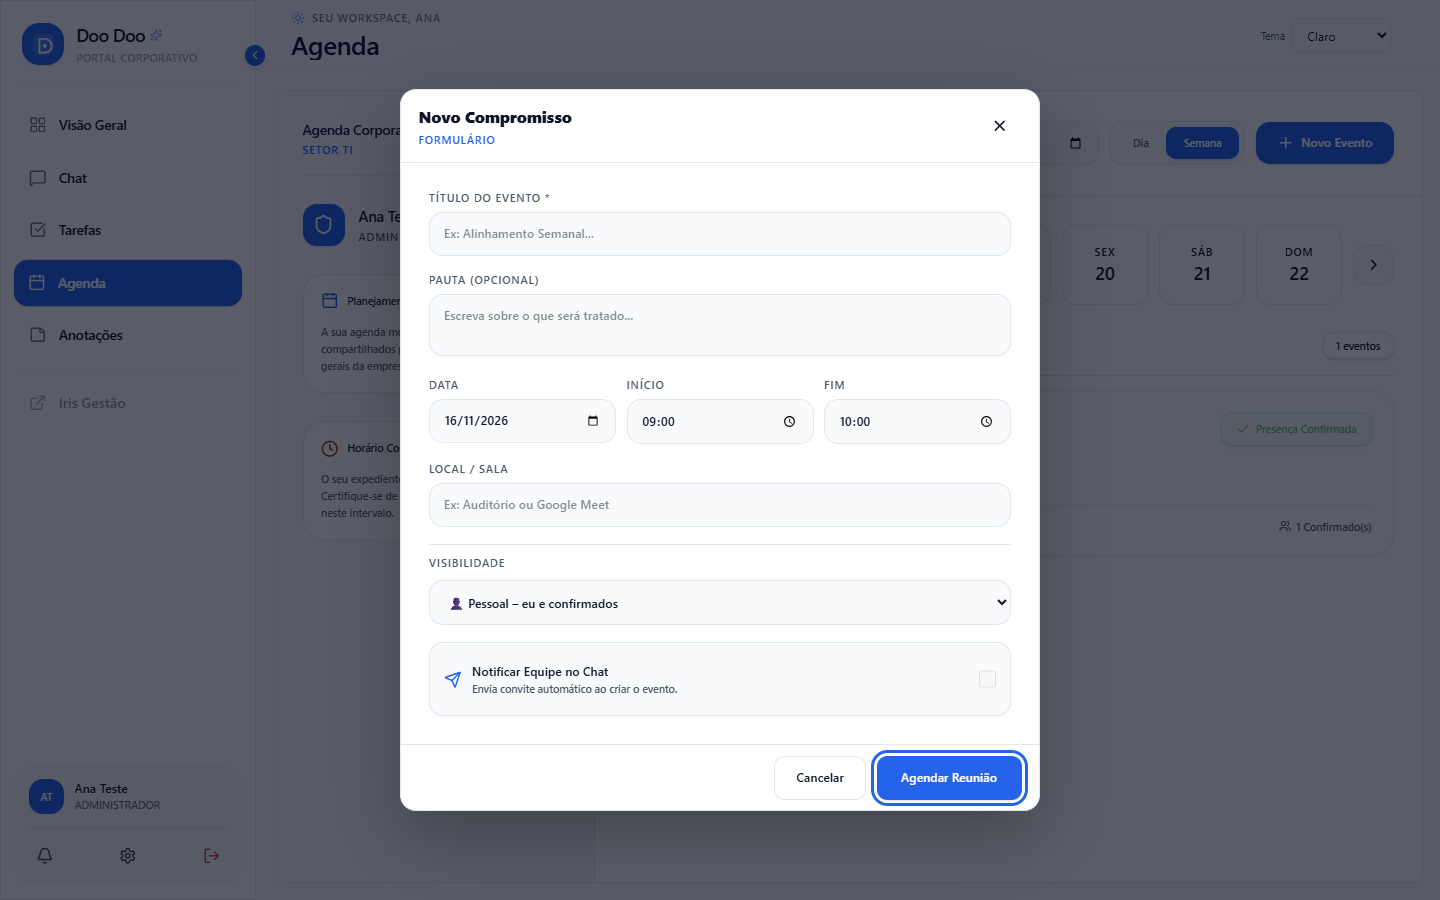 Doo Doo
PORTAL CORPORATIVO
Visão Geral
Chat
Tarefas
Agenda
Anotações
Iris Gestão
AT
Ana Teste
ADMINISTRADOR
SEU WORKSPACE, ANA
Agenda
Tema
Claro
Agenda Corpora
SETOR TI
Ana Te
ADMIN
Planejamen
A sua agenda me
compartilhados p
gerais da empres
Horário Co
O seu expedient
Certifique-se de
neste intervalo.
Dia
Semana
Novo Evento
SEX
20
SÁB
21
DOM
22
1 eventos
Presença Confirmada
1 Confirmado(s)
Novo Compromisso
FORMULÁRIO
TÍTULO DO EVENTO *
Ex: Alinhamento Semanal...
PAUTA (OPCIONAL)
Escreva sobre o que será tratado...
DATA
INÍCIO
FIM
16/11/2026
09:00
10:00
LOCAL / SALA
Ex: Auditório ou Google Meet
VISIBILIDADE
Pessoal – eu e confirmados
Notificar Equipe no Chat
Envia convite automático ao criar o evento.
Cancelar
Agendar Reunião